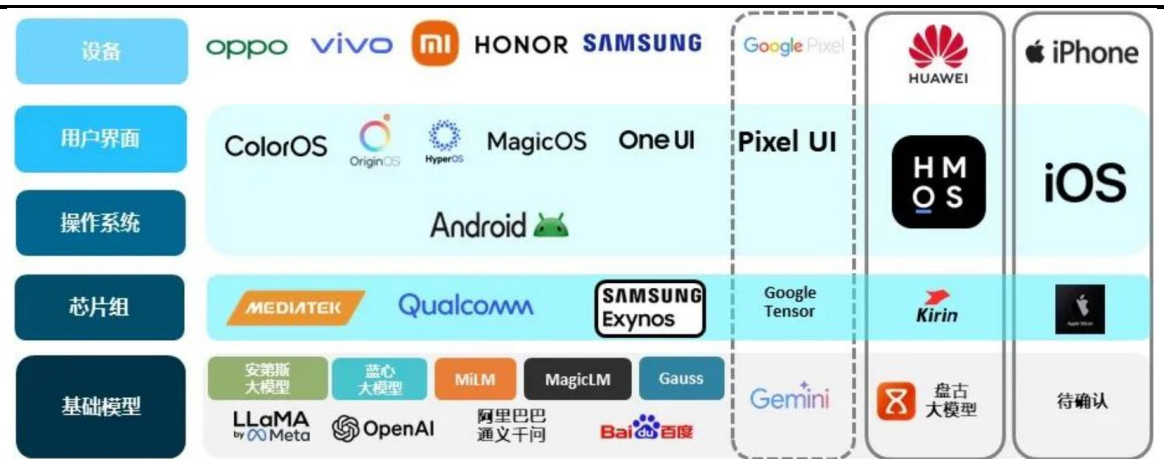 设备
oppo vivo mi HONOR SAMSUNG Google Pixel HUAWEI iPhone
用户界面
ColorOS OriginOS HyperOS MagicOS One UI Pixel UI
HM
OS
iOS
操作系统
Android
芯片组
MEDIATEK Qualcomm SAMSUNG
Exynos
Google
Tensor
Kirin
Apple Silicon
基础模型
安第斯
大模型
蓝心
大模型
MiLM MagicLM Gauss
LLaMA
by Meta
OpenAI
阿里巴巴
通义千问
Bai du 百度
Gemini
盘古
大模型
待确认